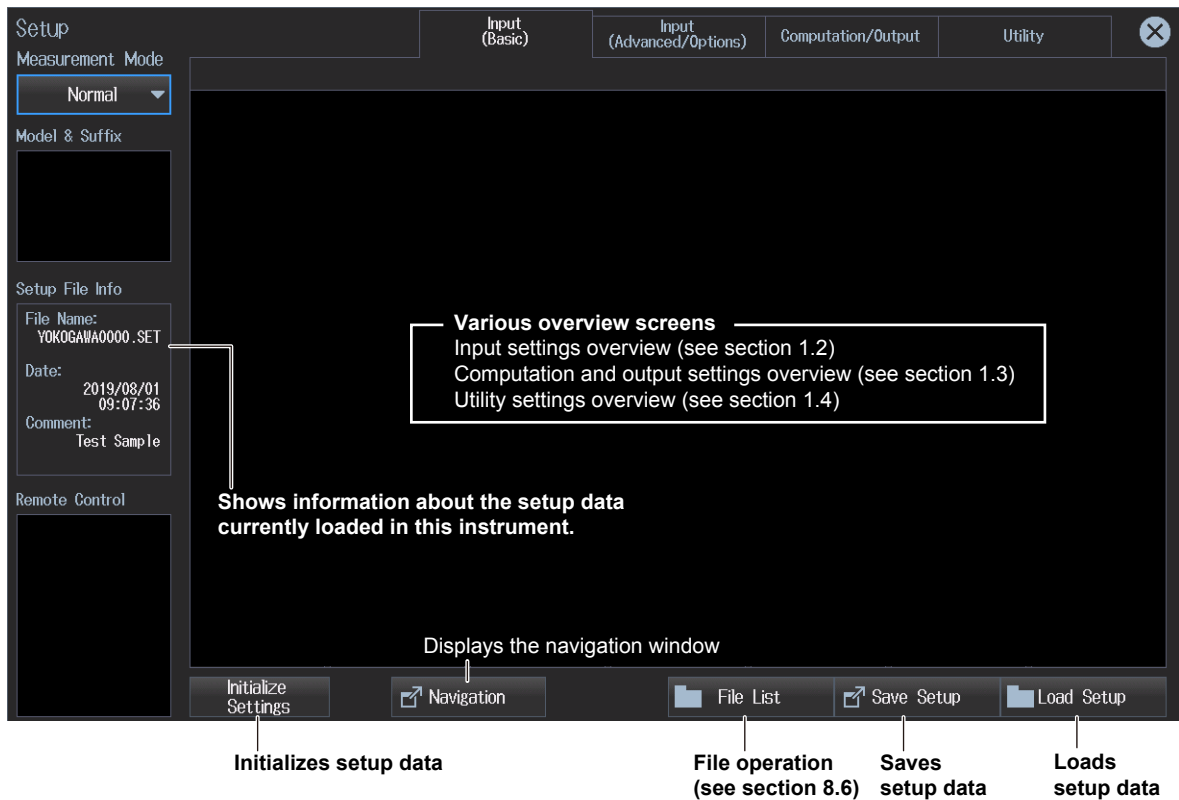 Setup
Input
(Basic)
Input
(Advanced/Options)
Computation/Output
Utility
Measurement Mode
Normal
Model & Suffix
Setup File Info
File Name:
YOKOGAWA0000.SET
Date:
2019/08/01
09:07:36
Comment:
Test Sample
Remote Control
Various overview screens
Input settings overview (see section 1.2)
Computation and output settings overview (see section 1.3)
Utility settings overview (see section 1.4)
Shows information about the setup data
currently loaded in this instrument.
Displays the navigation window
Initialize
Settings
Navigation
File List
Save Setup
Load Setup
Initializes setup data
File operation
(see section 8.6)
Saves
setup data
Loads
setup data